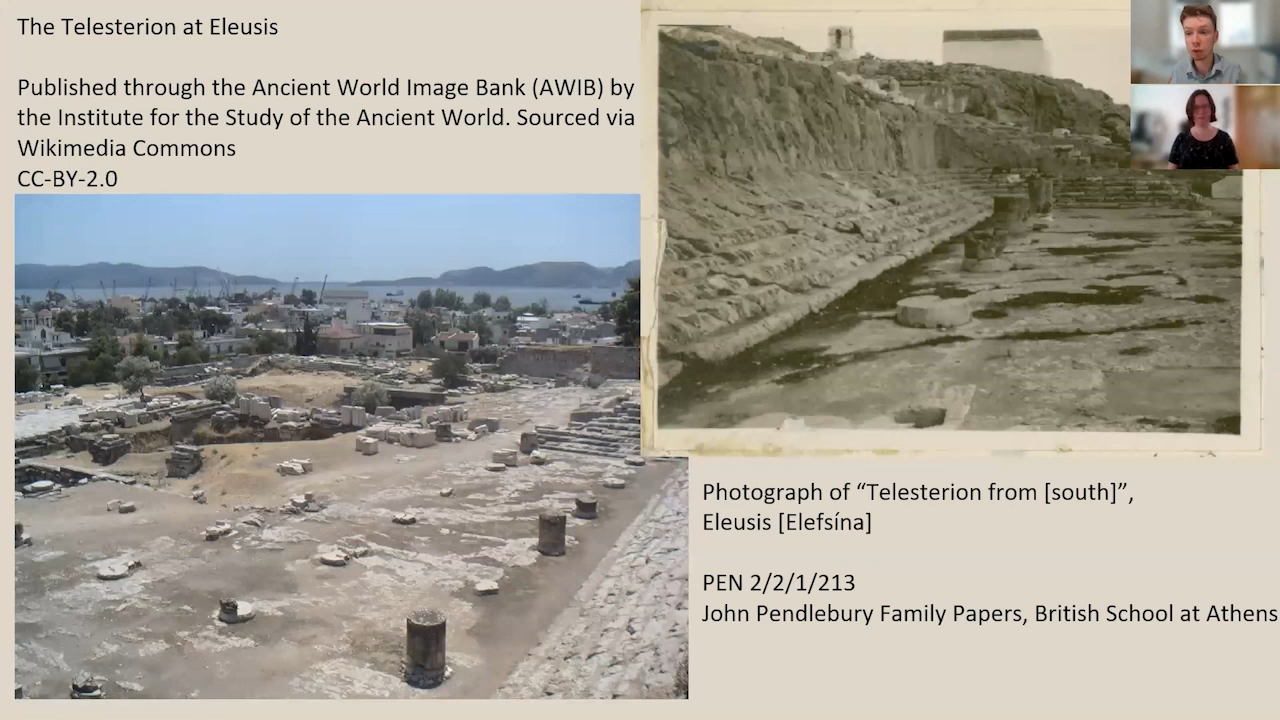 The Telesterion at Eleusis
Published through the Ancient World Image Bank (AWIB) by
the Institute for the Study of the Ancient World. Sourced via
Wikimedia Commons
CC-BY-2.0
Photograph of “Telesterion from [south]”,
Eleusis [Elefsína]
PEN 2/2/1/213
John Pendlebury Family Papers, British School at Athens